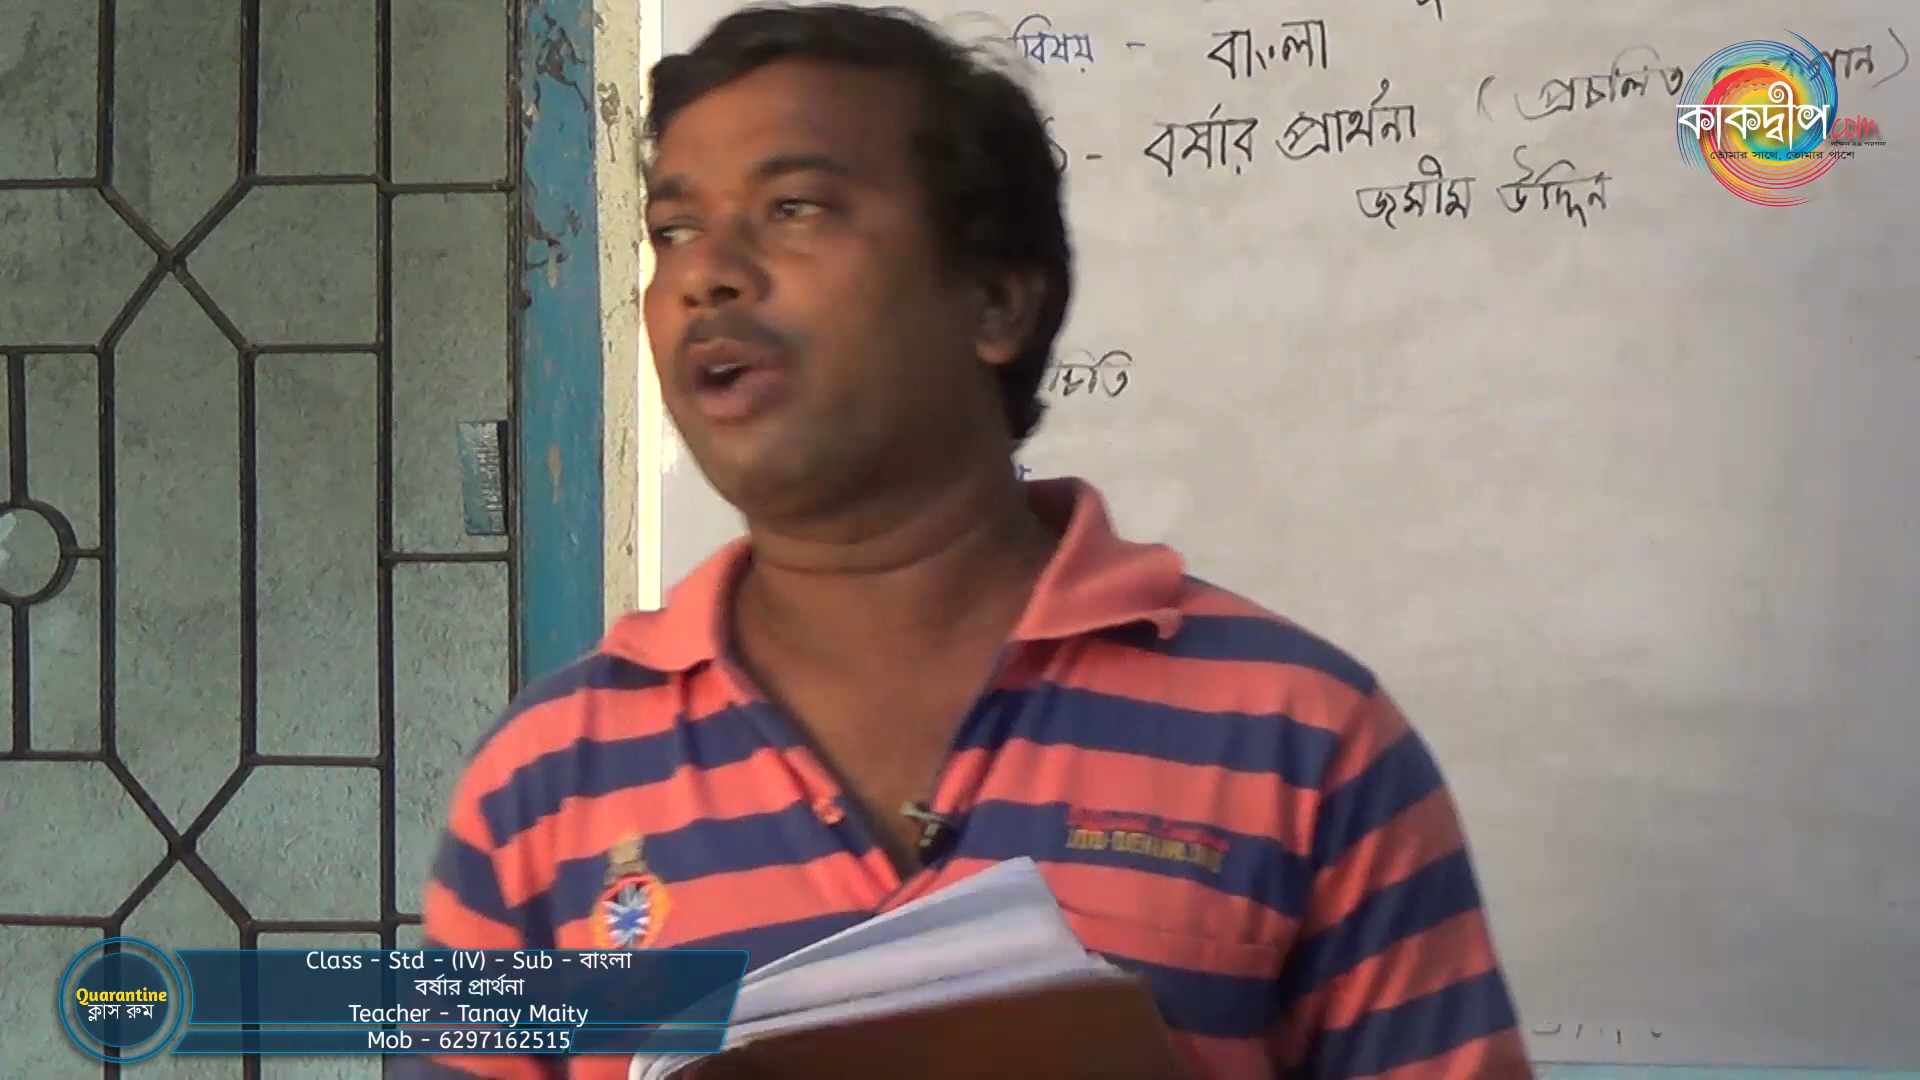 বিষয় - বাংলা
- বর্ষার প্রার্থনা (প্রচলিত
জসীম উদ্দিন
কাকদ্বীপ.com
তোমার সাথে, তোমার পাশে
Class - Std - (IV) - Sub - বাংলা
বর্ষার প্রার্থনা
Teacher - Tanay Maity
Mob - 6297162515
Quarantine
ক্লাস রুম